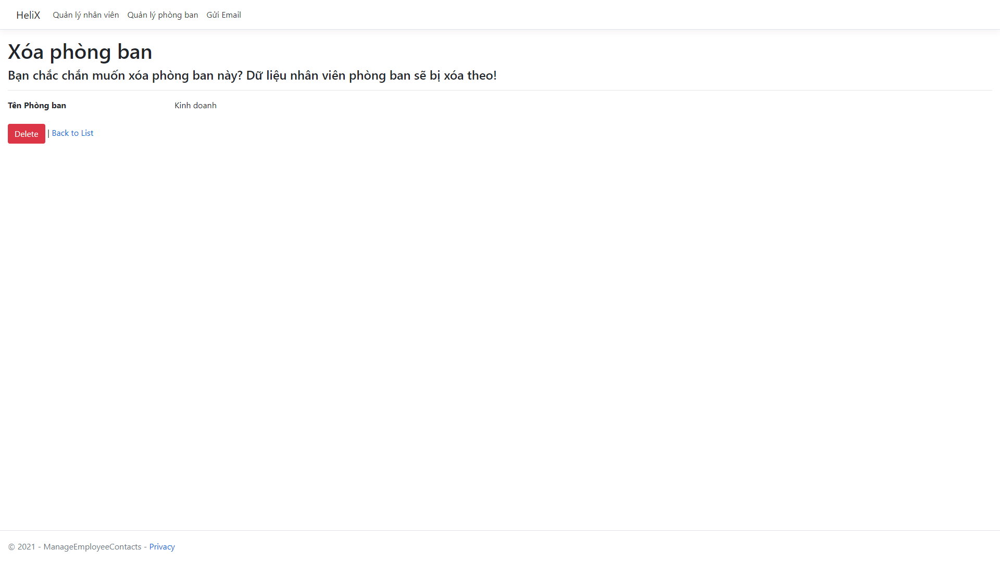 HeliX Quản lý nhân viên Quản lý phòng ban Gửi Email
Xóa phòng ban
Bạn chắc chắn muốn xóa phòng ban này? Dữ liệu nhân viên phòng ban sẽ bị xóa theo!
Tên Phòng ban Kinh doanh
Delete | Back to List
© 2021 - ManageEmployeeContacts - Privacy